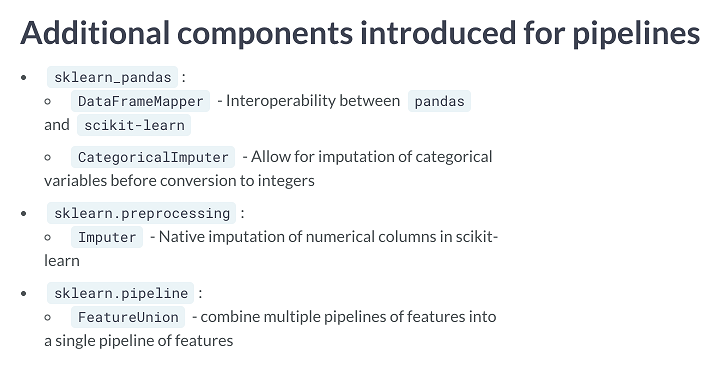 Additional components introduced for pipelines
sklearn_pandas :
DataFrameMapper - Interoperability between pandas
and scikit-learn
CategoricalImputer - Allow for imputation of categorical
variables before conversion to integers
sklearn.preprocessing :
Imputer - Native imputation of numerical columns in scikit-
learn
sklearn.pipeline :
FeatureUnion - combine multiple pipelines of features into
a single pipeline of features